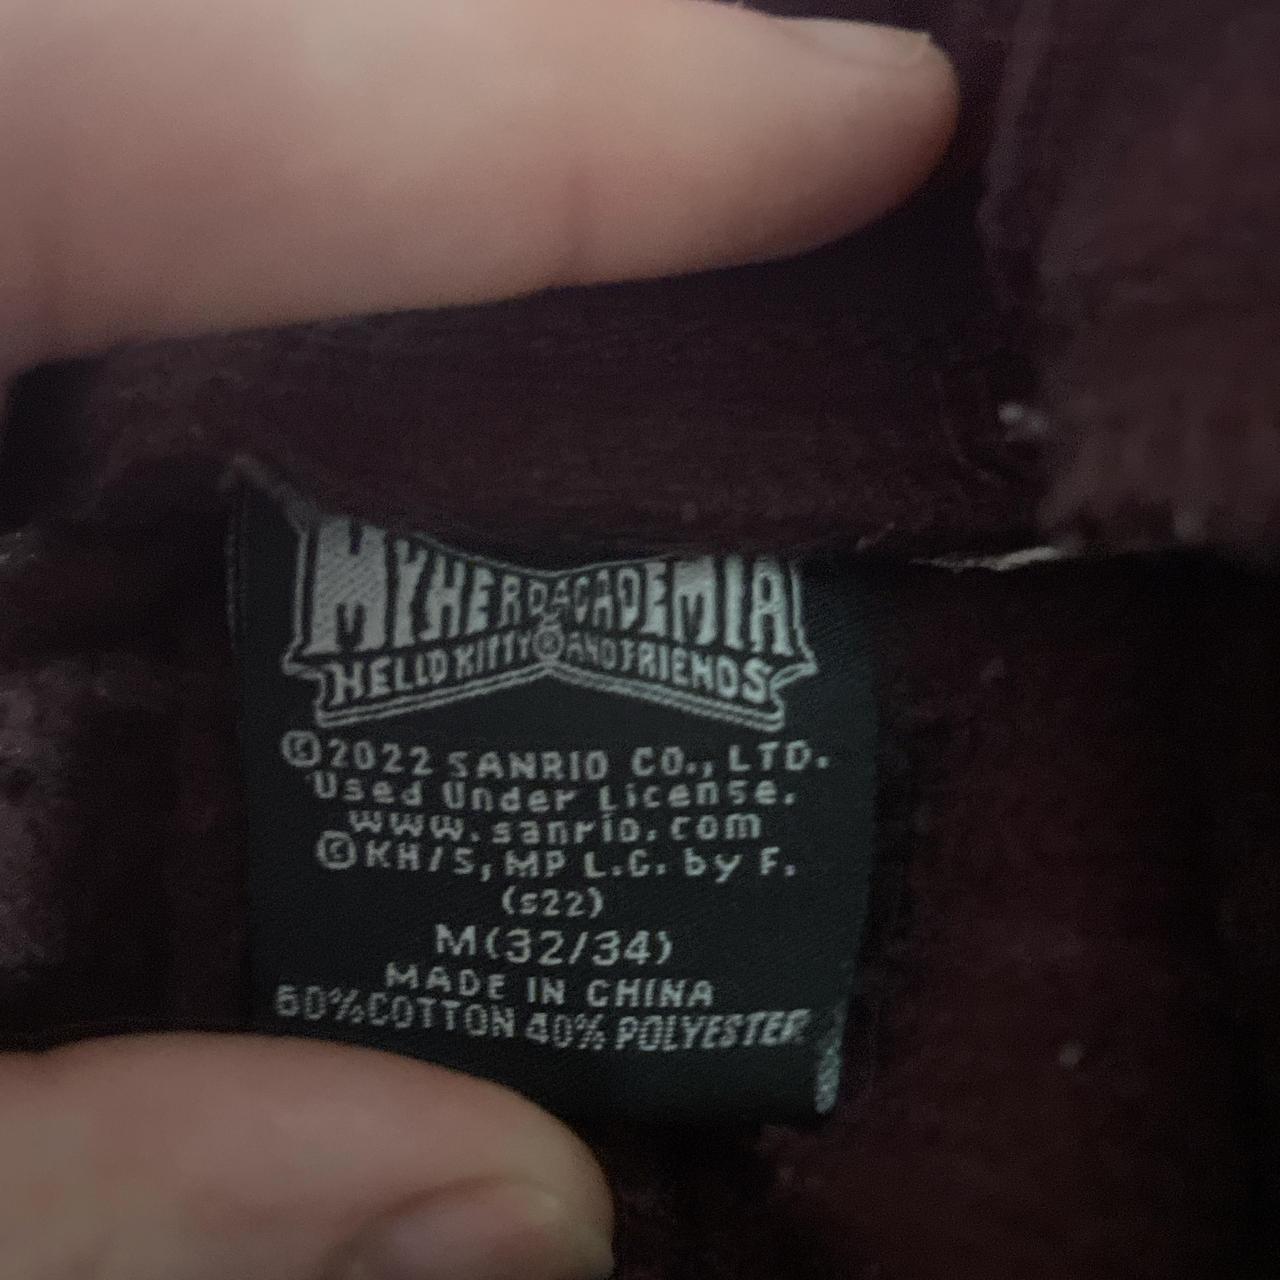 MY HERO ACADEMIA
HELLO KITTY® AND FRIENDS
©2022 SANRIO CO., LTD.
Used Under License.
www.sanrio.com
©KH/S, MP L.C. by F.
(s22)
M(32/34)
MADE IN CHINA
60%COTTON 40% POLYESTER